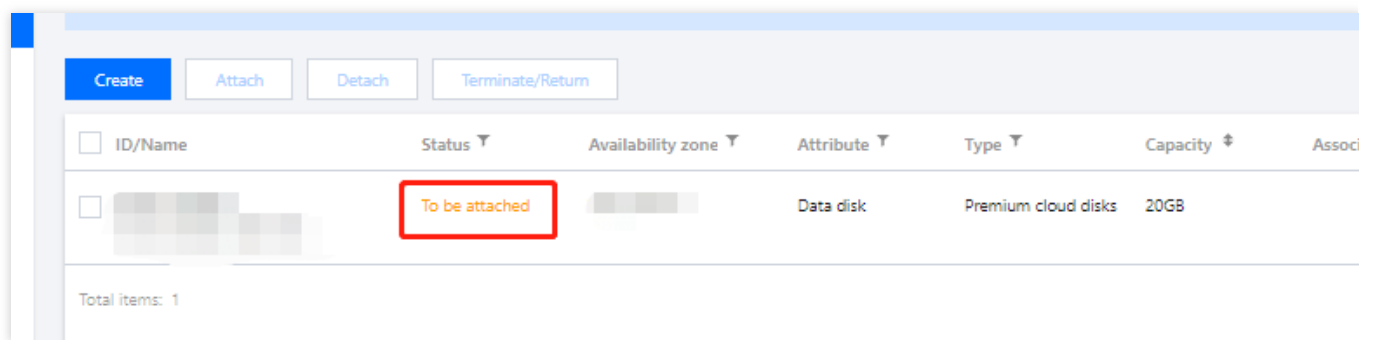 Create Attach Detach Terminate/Return
ID/Name Status Availability zone Attribute Type Capacity Associ
To be attached Data disk Premium cloud disks 20GB
Total items: 1